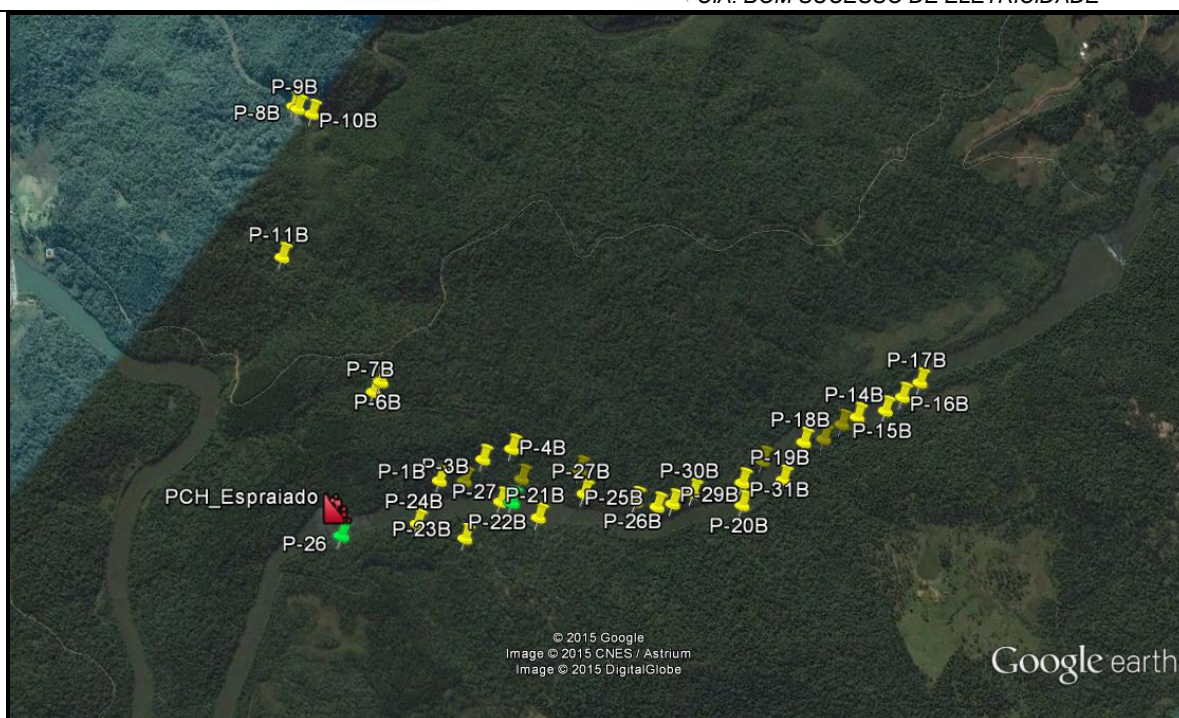 CIA. BOM SUCESSO DE ELETRICIDADE
P-9B
P-8B
P-10B
P-11B
P-7B
P-6B
P-17B
P-14B
P-16B
P-18B
P-15B
P-4B
P-1B
P-3B
P-27B
P-19B
P-30B
P-27
P-21B
P-25B
P-29B
P-31B
PCH_Espraiado
P-24B
P-23B
P-22B
P-26B
P-20B
P-26
© 2015 Google
Image © 2015 CNES / Astrium
Image © 2015 DigitalGlobe
Google earth